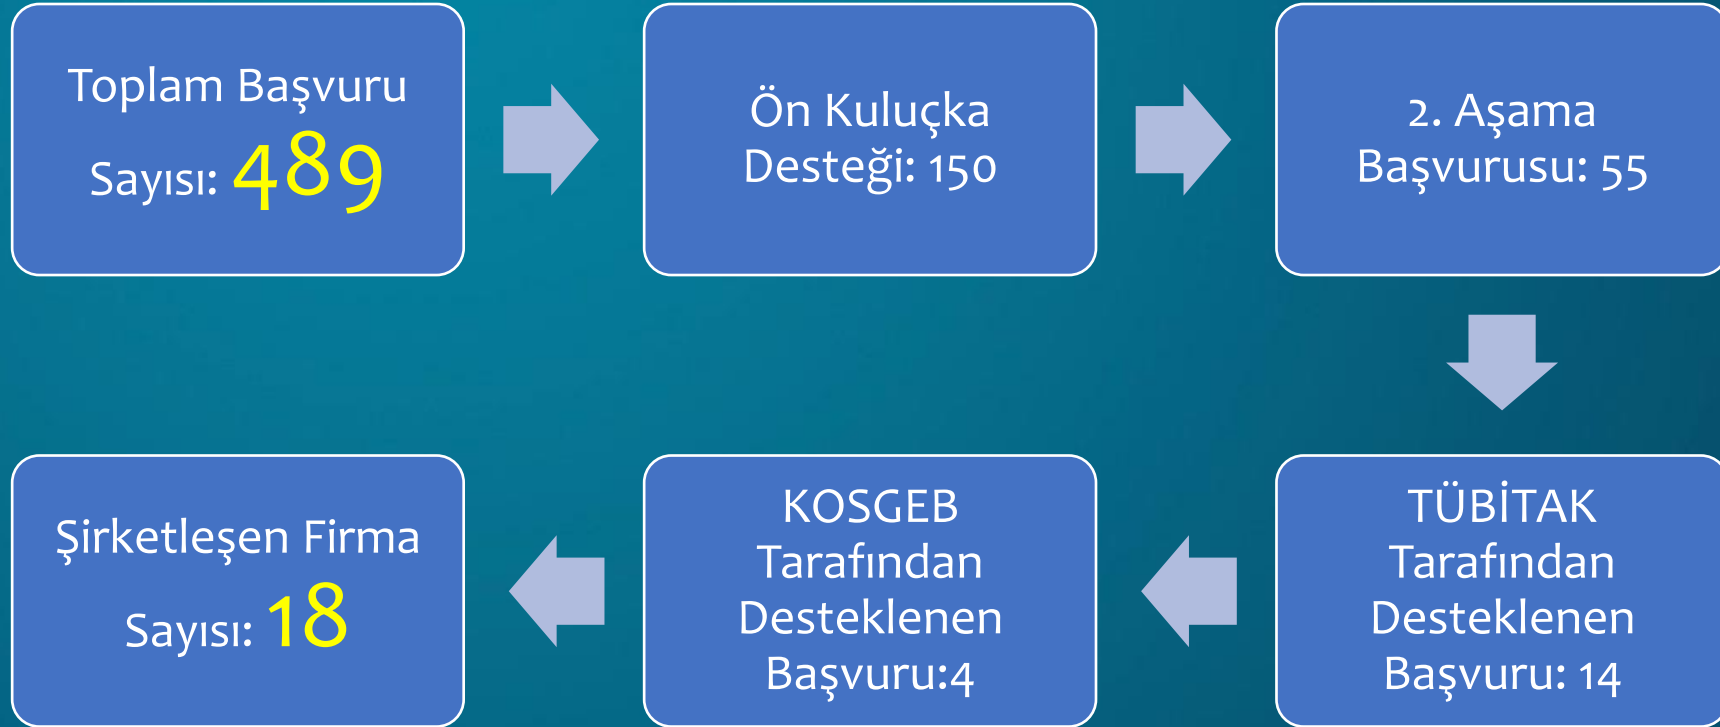 Toplam Başvuru
Sayısı: 489
Ön Kuluçka
Desteği: 150
2. Aşama
Başvurusu: 55
TÜBİTAK
Tarafından
Desteklenen
Başvuru: 14
KOSGEB
Tarafından
Desteklenen
Başvuru:4
Şirketleşen Firma
Sayısı: 18